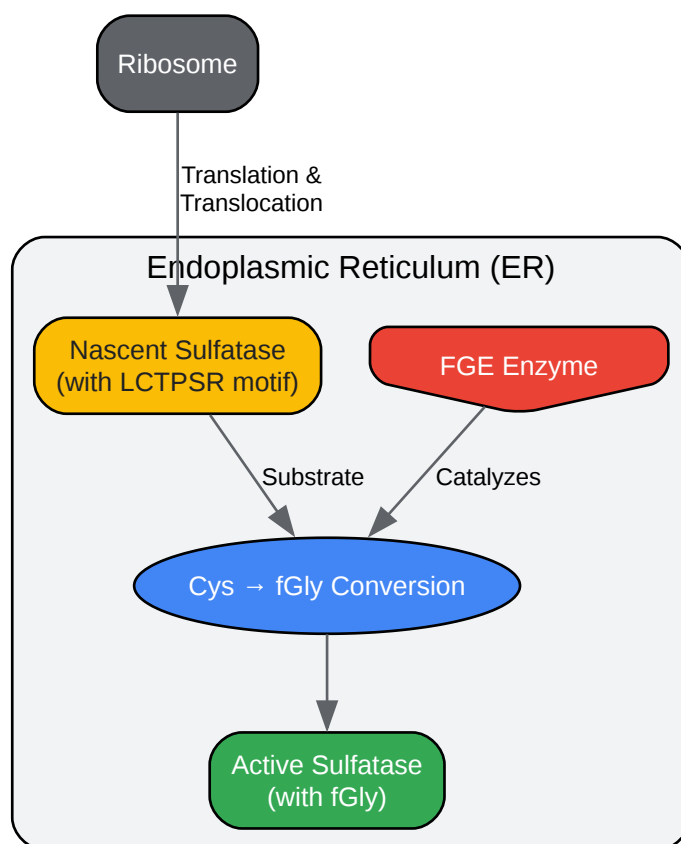 Ribosome
Translation &
Translocation
Endoplasmic Reticulum (ER)
Nascent Sulfatase
(with LCTPSR motif)
FGE Enzyme
Substrate
Catalyzes
Cys → fGly Conversion
Active Sulfatase
(with fGly)